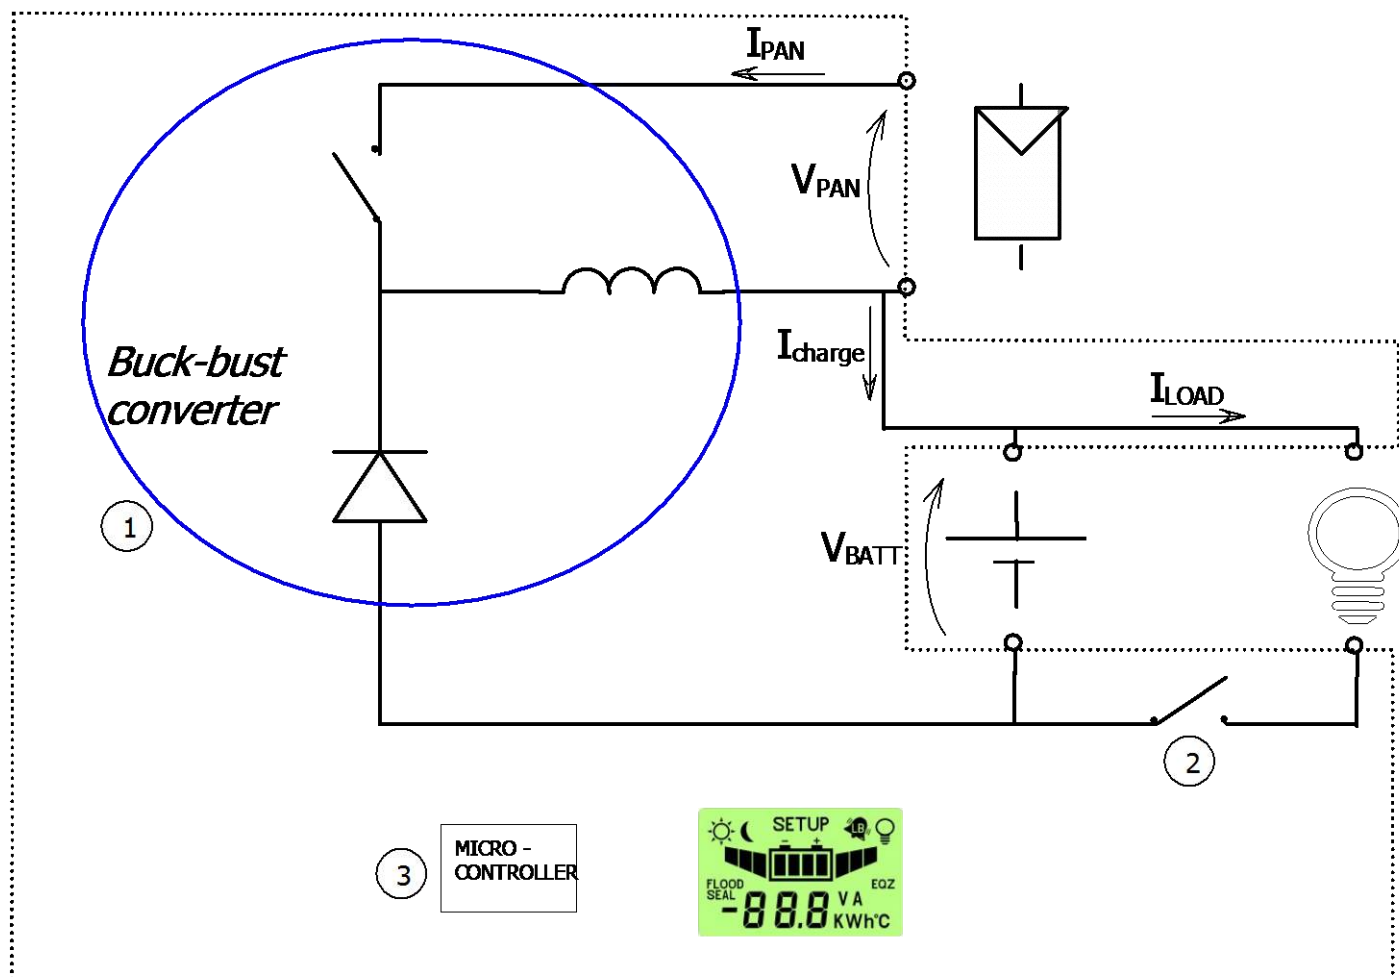 IPAN
VPAN
Icharge
ILOAD
Buck-bust
converter
1
VBATT
2
3
MICRO -
CONTROLLER
SETUP
LB
- +
FLOOD
SEAL
EQZ
-88.8
V A
KWh°C